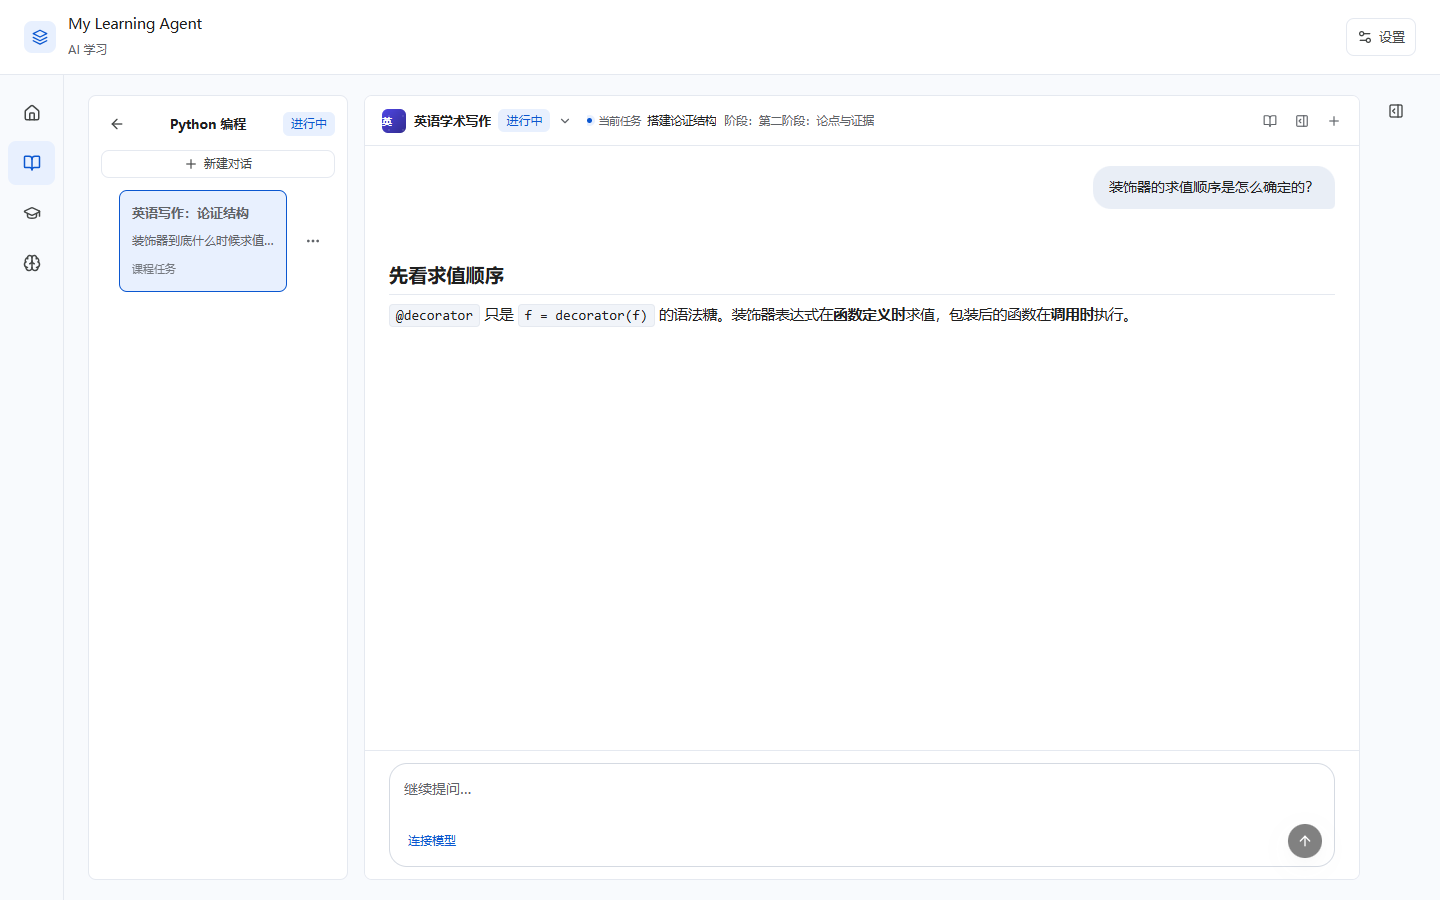 My Learning Agent
AI 学习
设置
Python 编程
进行中
新建对话
英语写作：论证结构
装饰器到底什么时候求值...
课程任务
英
英语学术写作
进行中
当前任务 搭建论证结构 阶段：第二阶段：论点与证据
装饰器的求值顺序是怎么确定的？
先看求值顺序
@decorator 只是 f = decorator(f) 的语法糖。装饰器表达式在函数定义时求值，包装后的函数在调用时执行。
继续提问...
连接模型